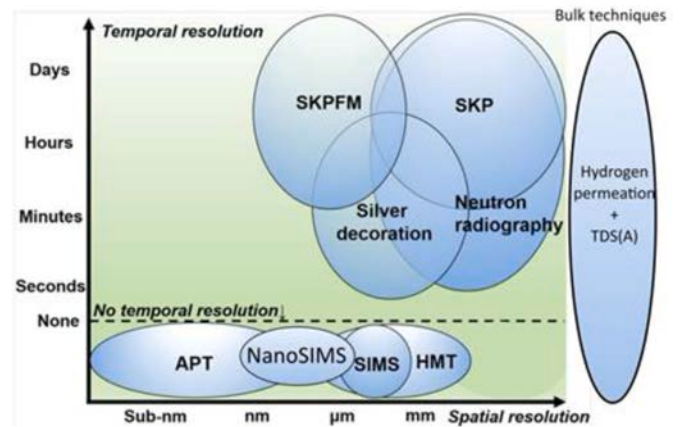 Bulk techniques
Temporal resolution
Days
SKPFM
SKP
Hours
Hydrogen
permeation
+
TDS(A)
Minutes
Silver
decoration
Neutron
radiography
Seconds
No temporal resolution↓
None
APT
NanoSIMS
SIMS
HMT
Sub-nm
nm
µm
mm
Spatial resolution